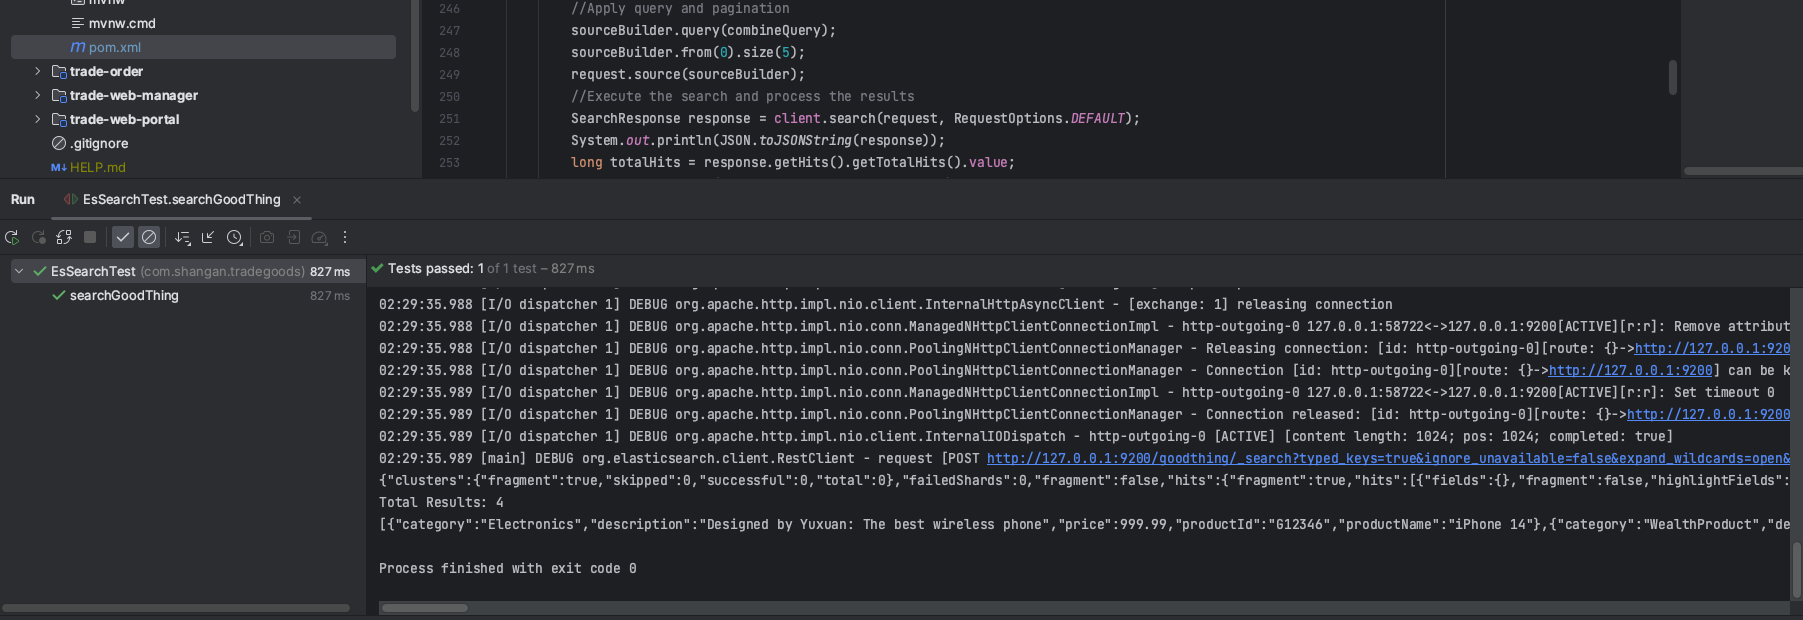 mvnw
mvnw.cmd
pom.xml
trade-order
trade-web-manager
trade-web-portal
.gitignore
M↓ HELP.md
246 //Apply query and pagination
247 sourceBuilder.query(combineQuery);
248 sourceBuilder.from(0).size(5);
249 request.source(sourceBuilder);
250 //Execute the search and process the results
251 SearchResponse response = client.search(request, RequestOptions.DEFAULT);
252 System.out.println(JSON.toJSONString(response));
253 long totalHits = response.getHits().getTotalHits().value;
Run EsSearchTest.searchGoodThing
EsSearchTest (com.shangan.tradegoods) 827 ms
searchGoodThing 827 ms
Tests passed: 1 of 1 test – 827 ms
02:29:35.988 [I/O dispatcher 1] DEBUG org.apache.http.impl.nio.client.InternalHttpAsyncClient - [exchange: 1] releasing connection
02:29:35.988 [I/O dispatcher 1] DEBUG org.apache.http.impl.nio.conn.ManagedNHttpClientConnectionImpl - http-outgoing-0 127.0.0.1:58722<->127.0.0.1:9200[ACTIVE][r:r]: Remove attribut
02:29:35.988 [I/O dispatcher 1] DEBUG org.apache.http.impl.nio.conn.PoolingNHttpClientConnectionManager - Releasing connection: [id: http-outgoing-0][route: {}->http://127.0.0.1:920
02:29:35.988 [I/O dispatcher 1] DEBUG org.apache.http.impl.nio.conn.PoolingNHttpClientConnectionManager - Connection [id: http-outgoing-0][route: {}->http://127.0.0.1:9200] can be k
02:29:35.989 [I/O dispatcher 1] DEBUG org.apache.http.impl.nio.conn.ManagedNHttpClientConnectionImpl - http-outgoing-0 127.0.0.1:58722<->127.0.0.1:9200[ACTIVE][r:r]: Set timeout 0
02:29:35.989 [I/O dispatcher 1] DEBUG org.apache.http.impl.nio.conn.PoolingNHttpClientConnectionManager - Connection released: [id: http-outgoing-0][route: {}->http://127.0.0.1:9200
02:29:35.989 [I/O dispatcher 1] DEBUG org.apache.http.impl.nio.client.InternalIODispatch - http-outgoing-0 [ACTIVE] [content length: 1024; pos: 1024; completed: true]
02:29:35.989 [main] DEBUG org.elasticsearch.client.RestClient - request [POST http://127.0.0.1:9200/goodthing/_search?typed_keys=true&ignore_unavailable=false&expand_wildcards=open&
{"clusters":{"fragment":true,"skipped":0,"successful":0,"total":0},"failedShards":0,"fragment":false,"hits":{"fragment":true,"hits":[{"fields":{},"fragment":false,"highlightFields":
Total Results: 4
[{"category":"Electronics","description":"Designed by Yuxuan: The best wireless phone","price":999.99,"productId":"G12346","productName":"iPhone 14"},{"category":"WealthProduct","de
Process finished with exit code 0